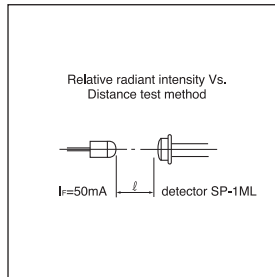 Relative radiant intensity Vs.
Distance test method
IF=50mA
ℓ
detector SP-1ML